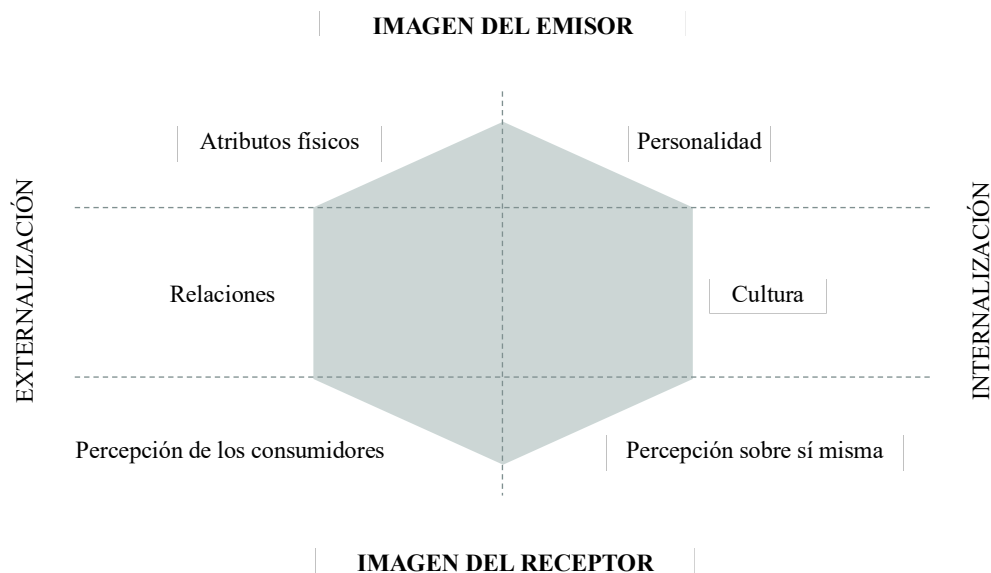 IMAGEN DEL EMISOR
Atributos físicos
Personalidad
EXTERNALIZACIÓN
INTERNALIZACIÓN
Relaciones
Cultura
Percepción de los consumidores
Percepción sobre sí misma
IMAGEN DEL RECEPTOR